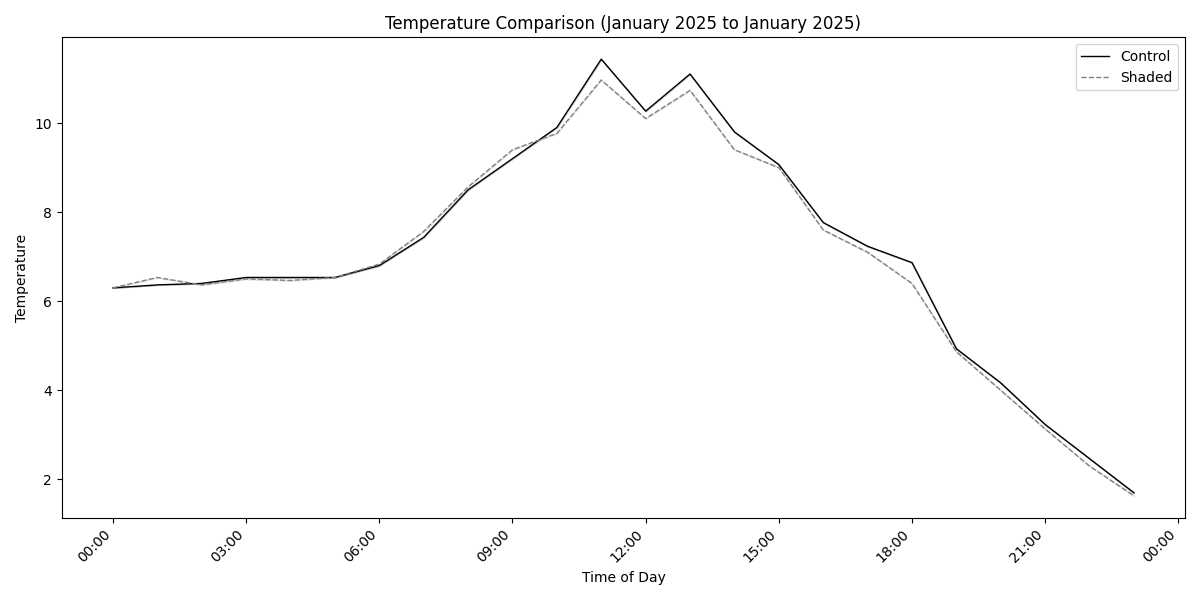 Temperature Comparison (January 2025 to January 2025)
Control
Shaded
Temperature
10
8
6
4
2
00:00
03:00
06:00
09:00
12:00
15:00
18:00
21:00
00:00
Time of Day